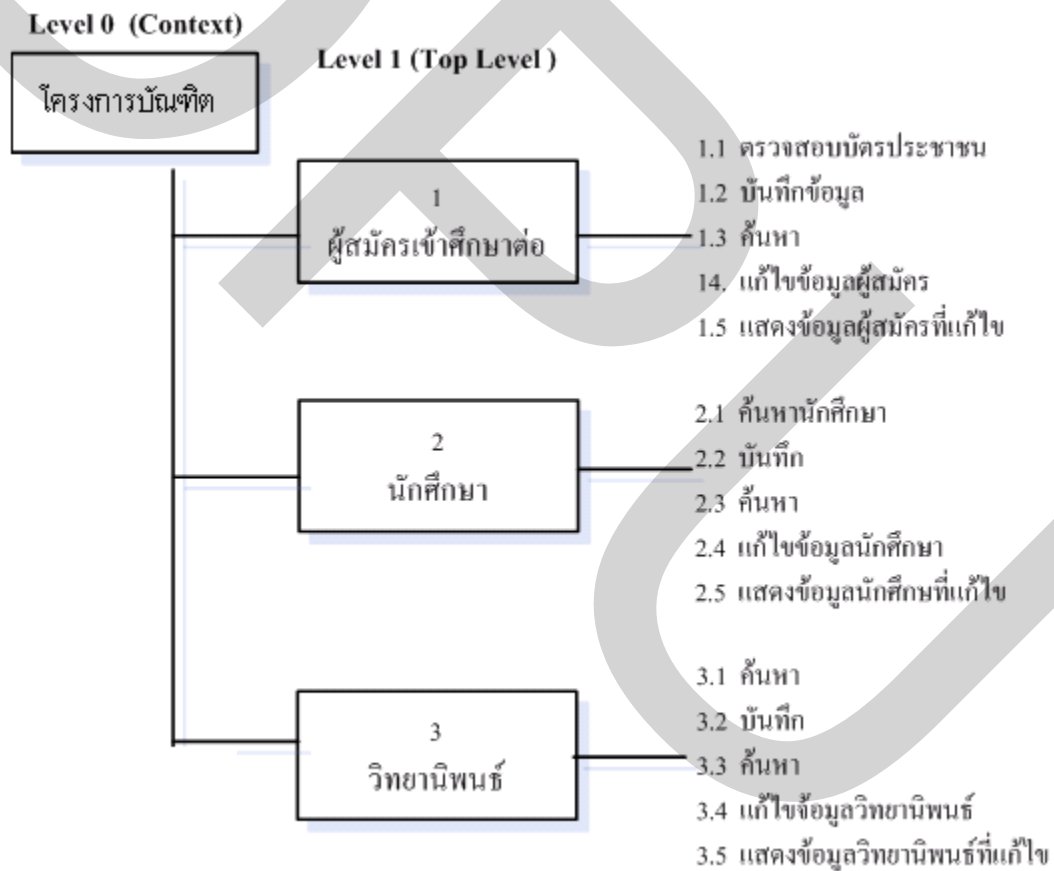 Level 0 (Context)
Level 1 (Top Level )
โครงการบัณฑิต
1
ผู้สมัครเข้าศึกษาต่อ
1.1 ตรวจสอบบัตรประชาชน
1.2 บันทึกข้อมูล
1.3 ค้นหา
14. แก้ไขข้อมูลผู้สมัคร
1.5 แสดงข้อมูลผู้สมัครที่แก้ไข
2
นักศึกษา
2.1 ค้นหานักศึกษา
2.2 บันทึก
2.3 ค้นหา
2.4 แก้ไขข้อมูลนักศึกษา
2.5 แสดงข้อมูลนักศึกษที่แก้ไข
3
วิทยานิพนธ์
3.1 ค้นหา
3.2 บันทึก
3.3 ค้นหา
3.4 แก้ไขจ้อมูลวิทยานิพนธ์
3.5 แสดงข้อมูลวิทยานิพนธ์ที่แก้ไข